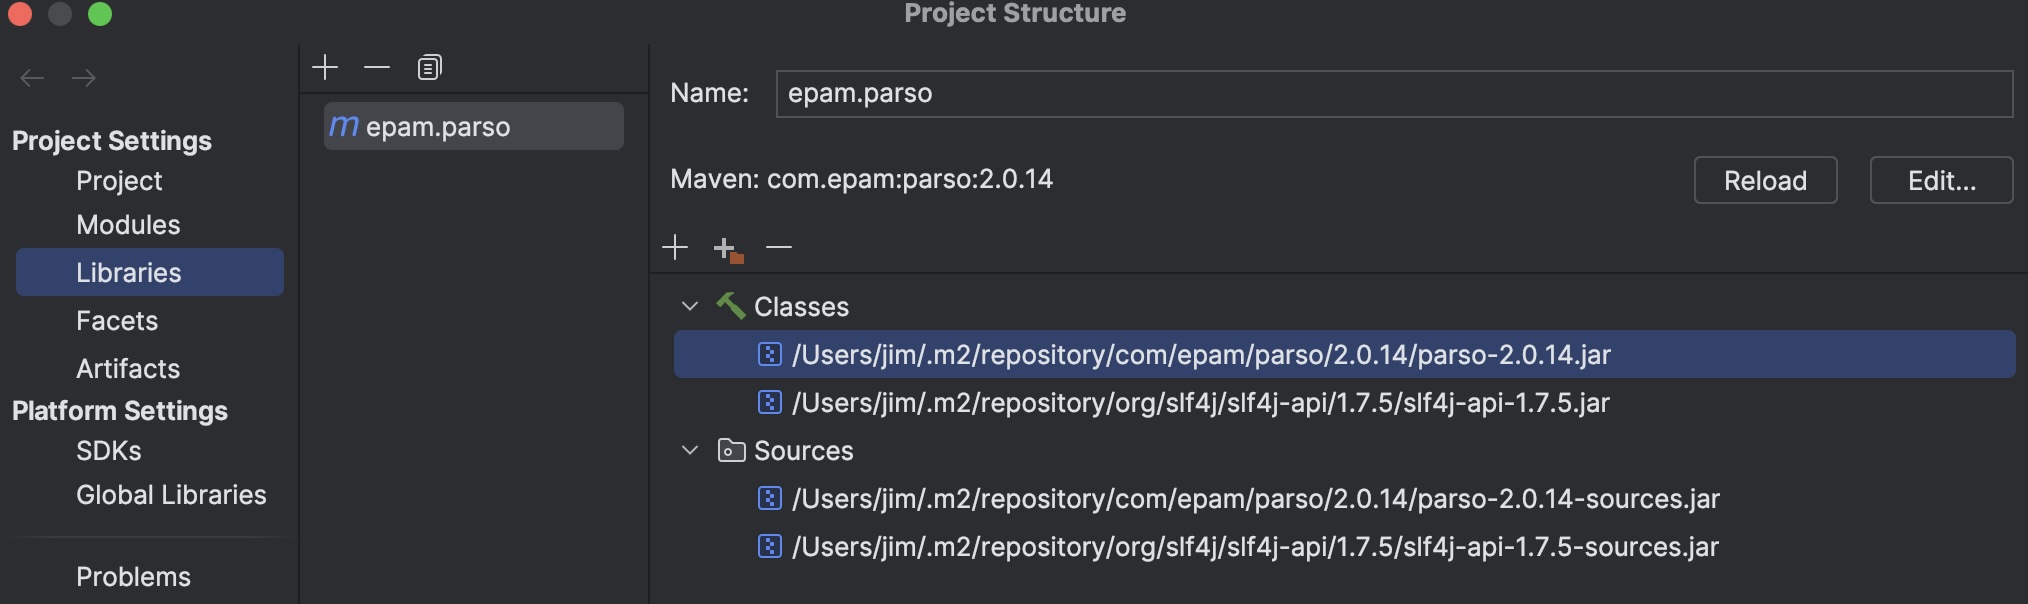 Project Structure
Project Settings
Project
Modules
Libraries
Facets
Artifacts
Platform Settings
SDKs
Global Libraries
Problems
m epam.parso
Name: epam.parso
Maven: com.epam:parso:2.0.14
Reload
Edit...
Classes
/Users/jim/.m2/repository/com/epam/parso/2.0.14/parso-2.0.14.jar
/Users/jim/.m2/repository/org/slf4j/slf4j-api/1.7.5/slf4j-api-1.7.5.jar
Sources
/Users/jim/.m2/repository/com/epam/parso/2.0.14/parso-2.0.14-sources.jar
/Users/jim/.m2/repository/org/slf4j/slf4j-api/1.7.5/slf4j-api-1.7.5-sources.jar